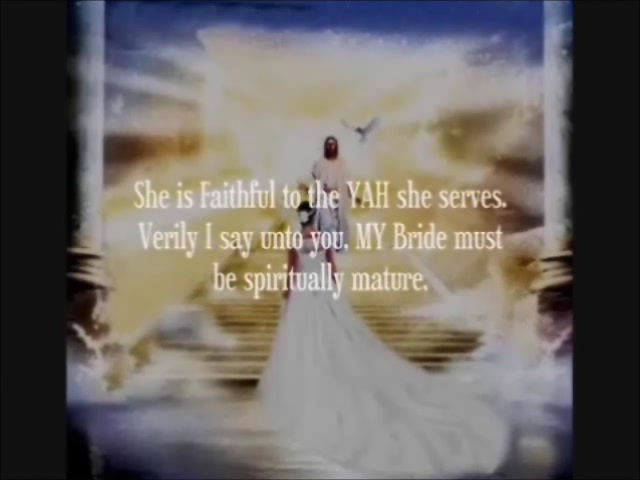 She is Faithful to the YAH she serves.
Verily I say unto you, MY Bride must
be spiritually mature.